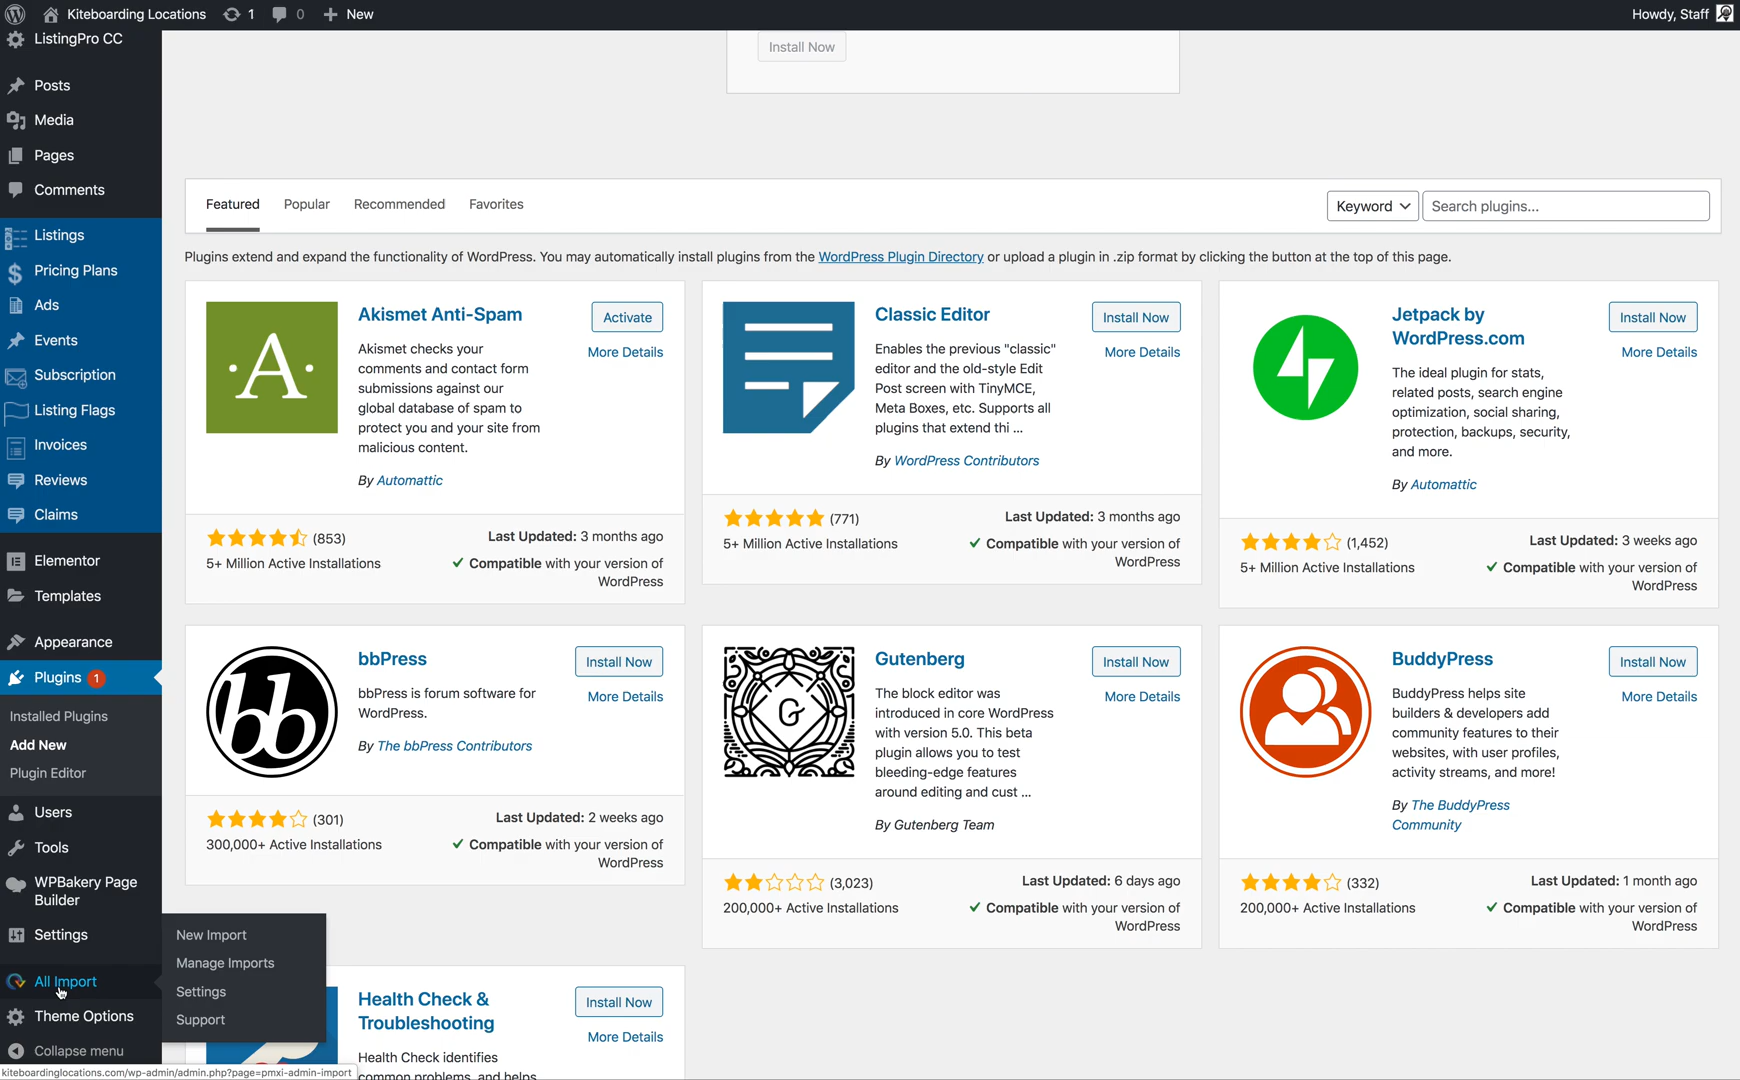 Kiteboarding Locations
1
0
New
Howdy, Staff
ListingPro CC
Posts
Media
Pages
Comments
Listings
Pricing Plans
Ads
Events
Subscription
Listing Flags
Invoices
Reviews
Claims
Elementor
Templates
Appearance
Plugins 1
Installed Plugins
Add New
Plugin Editor
Users
Tools
WPBakery Page
Builder
Settings
All Import
Theme Options
Collapse menu
New Import
Manage Imports
Settings
Support
kiteboardinglocations.com/wp-admin/admin.php?page=pmxi-admin-import
Install Now
Featured
Popular
Recommended
Favorites
Keyword
Search plugins...
Plugins extend and expand the functionality of WordPress. You may automatically install plugins from the WordPress Plugin Directory or upload a plugin in .zip format by clicking the button at the top of this page.
A
Akismet Anti-Spam
Activate
More Details
Akismet checks your
comments and contact form
submissions against our
global database of spam to
protect you and your site from
malicious content.
By Automattic
(853)
5+ Million Active Installations
Last Updated: 3 months ago
Compatible with your version of
WordPress
Classic Editor
Install Now
More Details
Enables the previous "classic"
editor and the old-style Edit
Post screen with TinyMCE,
Meta Boxes, etc. Supports all
plugins that extend thi ...
By WordPress Contributors
(771)
5+ Million Active Installations
Last Updated: 3 months ago
Compatible with your version of
WordPress
Jetpack by
WordPress.com
Install Now
More Details
The ideal plugin for stats,
related posts, search engine
optimization, social sharing,
protection, backups, security,
and more.
By Automattic
(1,452)
5+ Million Active Installations
Last Updated: 3 weeks ago
Compatible with your version of
WordPress
bb
bbPress
Install Now
More Details
bbPress is forum software for
WordPress.
By The bbPress Contributors
(301)
300,000+ Active Installations
Last Updated: 2 weeks ago
Compatible with your version of
WordPress
G
Gutenberg
Install Now
More Details
The block editor was
introduced in core WordPress
with version 5.0. This beta
plugin allows you to test
bleeding-edge features
around editing and cust ...
By Gutenberg Team
(3,023)
200,000+ Active Installations
Last Updated: 6 days ago
Compatible with your version of
WordPress
BuddyPress
Install Now
More Details
BuddyPress helps site
builders & developers add
community features to their
websites, with user profiles,
activity streams, and more!
By The BuddyPress
Community
(332)
200,000+ Active Installations
Last Updated: 1 month ago
Compatible with your version of
WordPress
Health Check &
Troubleshooting
Install Now
More Details
Health Check identifies
common problems, and helps